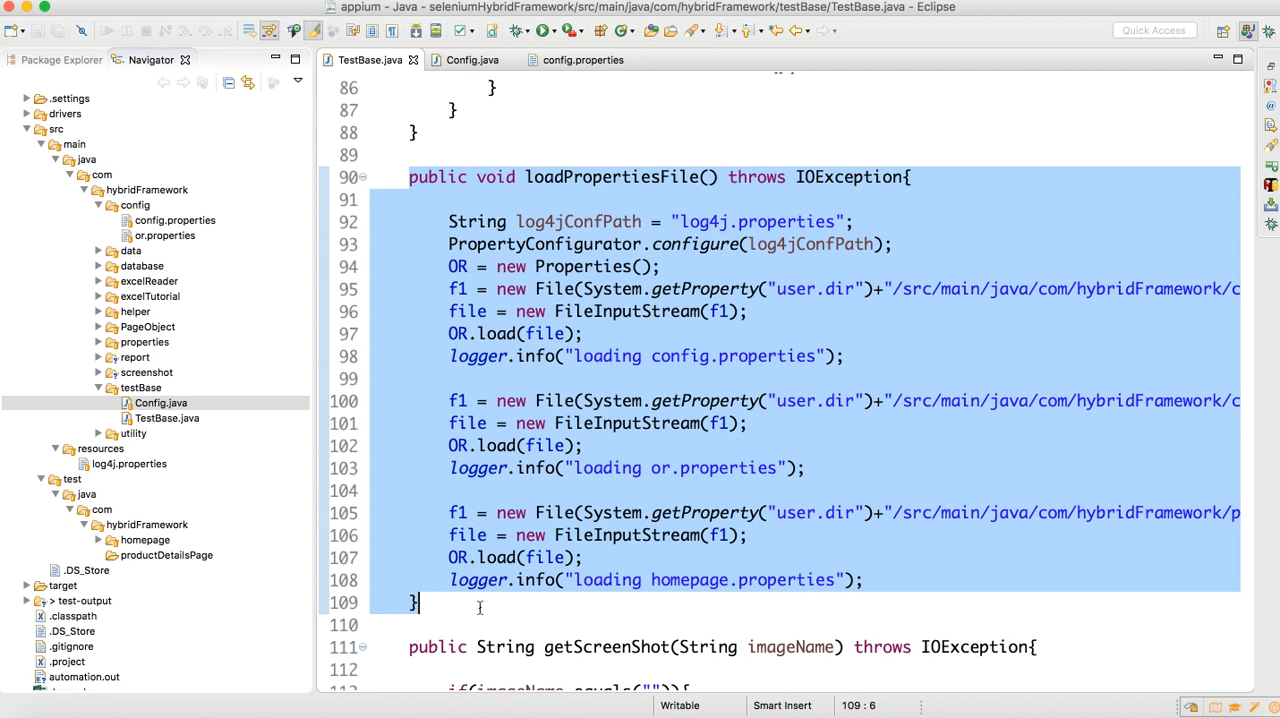 appium - Java - seleniumHybridFramework/src/main/java/com/hybridFramework/testBase/TestBase.java - Eclipse
Quick Access
Package Explorer
Navigator
TestBase.java
Config.java
config.properties
.settings
drivers
src
main
java
com
hybridFramework
config
config.properties
or.properties
data
database
excelReader
excelTutorial
helper
PageObject
properties
report
screenshot
testBase
Config.java
TestBase.java
utility
resources
log4j.properties
test
java
com
hybridFramework
homepage
productDetailsPage
.DS_Store
target
> test-output
.classpath
.DS_Store
.gitignore
.project
automation.out
86 }
87 }
88 }
89
90 public void loadPropertiesFile() throws IOException{
91
92 String log4jConfPath = "log4j.properties";
93 PropertyConfigurator.configure(log4jConfPath);
94 OR = new Properties();
95 f1 = new File(System.getProperty("user.dir")+"/src/main/java/com/hybridFramework/c
96 file = new FileInputStream(f1);
97 OR.load(file);
98 logger.info("loading config.properties");
99
100 f1 = new File(System.getProperty("user.dir")+"/src/main/java/com/hybridFramework/c
101 file = new FileInputStream(f1);
102 OR.load(file);
103 logger.info("loading or.properties");
104
105 f1 = new File(System.getProperty("user.dir")+"/src/main/java/com/hybridFramework/p
106 file = new FileInputStream(f1);
107 OR.load(file);
108 logger.info("loading homepage.properties");
109 }
110
111 public String getScreenShot(String imageName) throws IOException{
112
113 if(imageName.equals("")){
Writable
Smart Insert
109 : 6